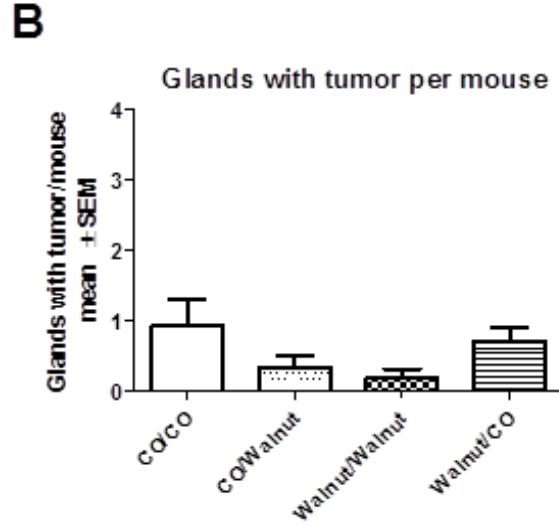 B
Glands with tumor per mouse
Glands with tumor/mouse
mean ±SEM
4
3
2
1
0
CO/CO
CO/Walnut
Walnut/Walnut
Walnut/CO